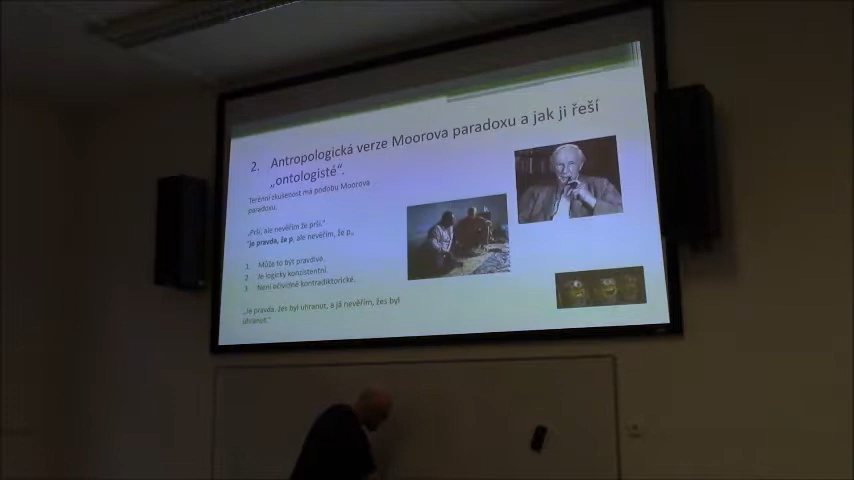 2. Antropologická verze Moorova paradoxu a jak ji řeší
„ontologisté“.
Terénní zkušenost má podobu Moorova
paradoxu.
„Prší, ale nevěřím že prší.“
"je pravda, že p, ale nevěřím, že p„
1 Může to být pravdivé.
2 Je logicky konzistentní.
3 Není očividně kontradiktorické.
„Je pravda, žes byl uhranut, a já nevěřím, žes byl
uhranut.“